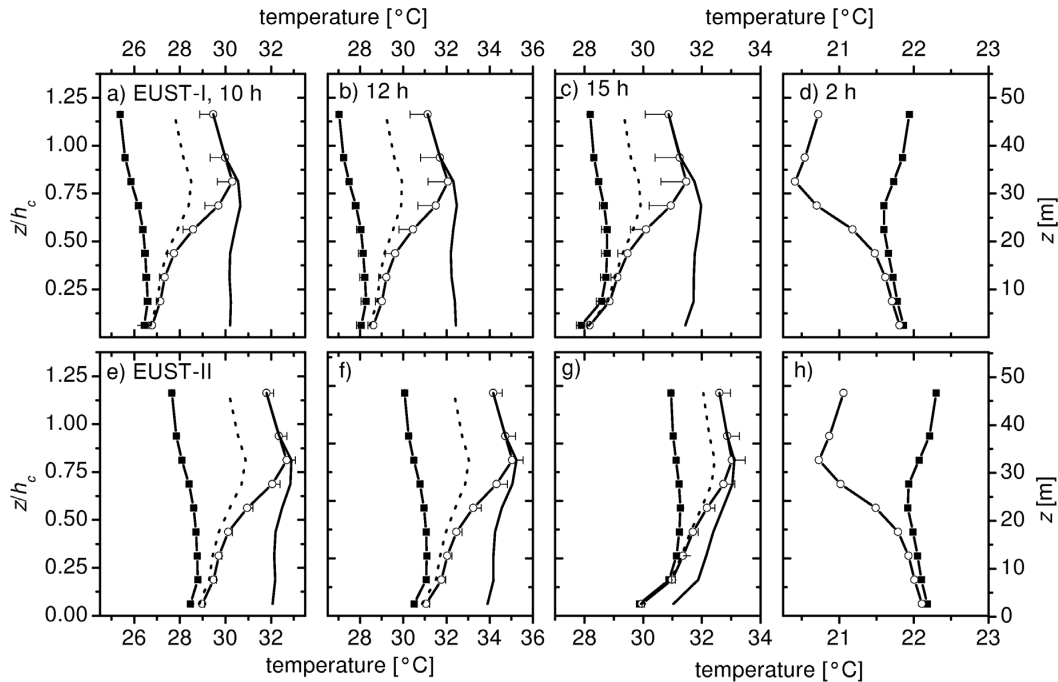 temperature [°C] temperature [°C]
26 28 30 32 28 30 32 34 36 28 30 32 34 21 22 23
a) EUST-I, 10 h b) 12 h c) 15 h d) 2 h
1.25 50
1.00 40
0.75 30
0.50 20
0.25 10
z/h_c z [m]
e) EUST-II f) g) h)
1.25 50
1.00 40
0.75 30
0.50 20
0.25 10
0.00 0
z/h_c z [m]
26 28 30 32 28 30 32 34 36 28 30 32 34 21 22 23
temperature [°C] temperature [°C]